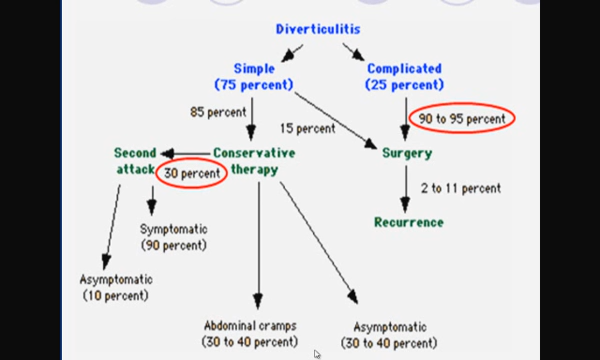 Diverticulitis
Simple
(75 percent)
Complicated
(25 percent)
85 percent
15 percent
90 to 95 percent
Second
attack
30 percent
Conservative
therapy
Surgery
2 to 11 percent
Recurrence
Symptomatic
(90 percent)
Asymptomatic
(10 percent)
Abdominal cramps
(30 to 40 percent)
Asymptomatic
(30 to 40 percent)